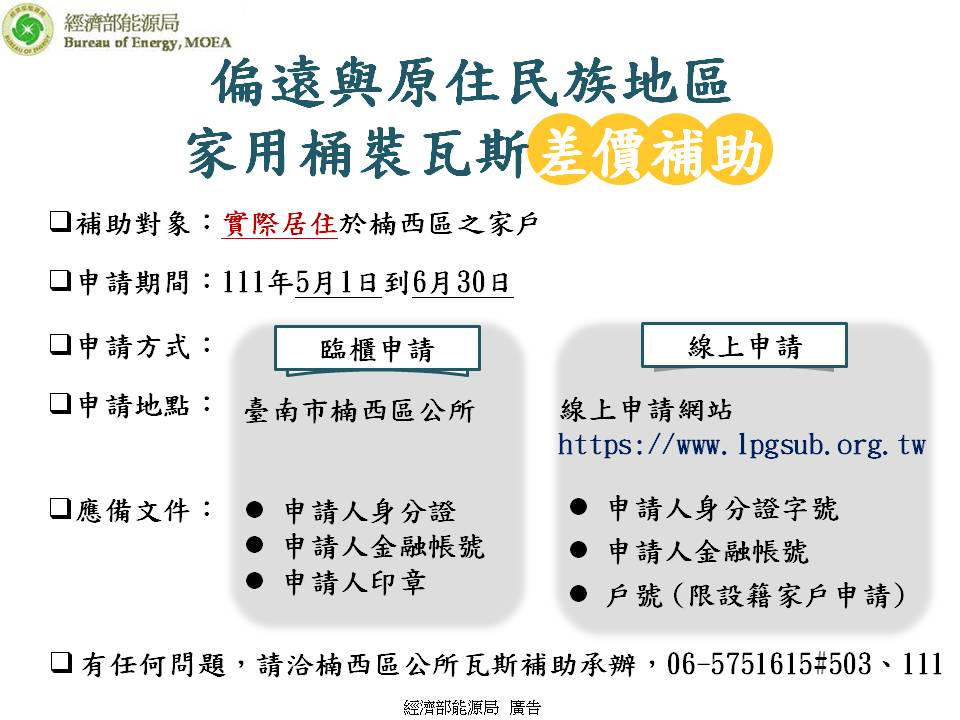 經濟部能源局
Bureau of Energy, MOEA
偏遠與原住民族地區
家用桶裝瓦斯差價補助
❑補助對象：實際居住於楠西區之家戶
❑申請期間：111年5月1日到6月30日
❑申請方式：
臨櫃申請
線上申請
❑申請地點：
臺南市楠西區公所
線上申請網站
https://www.lpgsub.org.tw
❑應備文件：
● 申請人身分證
● 申請人金融帳號
● 申請人印章
● 申請人身分證字號
● 申請人金融帳號
● 戶號(限設籍家戶申請)
❑有任何問題，請洽楠西區公所瓦斯補助承辦，06-5751615#503、111
經濟部能源局 廣告